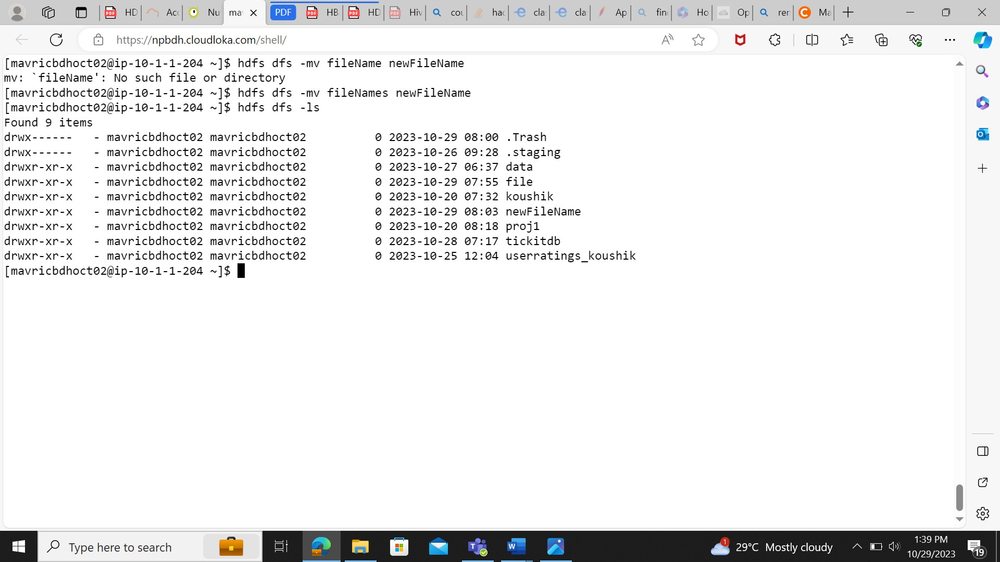 HD
Acc
Nu
mav
PDF
HB
HD
Hiv
cou
hac
cla
cla
Ap
find
Ho
Op
ren
Ma
https://npbdh.cloudloka.com/shell/
[mavricbdhoct02@ip-10-1-1-204 ~]$ hdfs dfs -mv fileName newFileName
mv: `fileName': No such file or directory
[mavricbdhoct02@ip-10-1-1-204 ~]$ hdfs dfs -mv fileNames newFileName
[mavricbdhoct02@ip-10-1-1-204 ~]$ hdfs dfs -ls
Found 9 items
drwx------   - mavricbdhoct02 mavricbdhoct02          0 2023-10-29 08:00 .Trash
drwx------   - mavricbdhoct02 mavricbdhoct02          0 2023-10-26 09:28 .staging
drwxr-xr-x   - mavricbdhoct02 mavricbdhoct02          0 2023-10-27 06:37 data
drwxr-xr-x   - mavricbdhoct02 mavricbdhoct02          0 2023-10-29 07:55 file
drwxr-xr-x   - mavricbdhoct02 mavricbdhoct02          0 2023-10-20 07:32 koushik
drwxr-xr-x   - mavricbdhoct02 mavricbdhoct02          0 2023-10-29 08:03 newFileName
drwxr-xr-x   - mavricbdhoct02 mavricbdhoct02          0 2023-10-20 08:18 proj1
drwxr-xr-x   - mavricbdhoct02 mavricbdhoct02          0 2023-10-28 07:17 tickitdb
drwxr-xr-x   - mavricbdhoct02 mavricbdhoct02          0 2023-10-25 12:04 userratings_koushik
[mavricbdhoct02@ip-10-1-1-204 ~]$
Type here to search
1
29°C Mostly cloudy
1:39 PM
10/29/2023
19